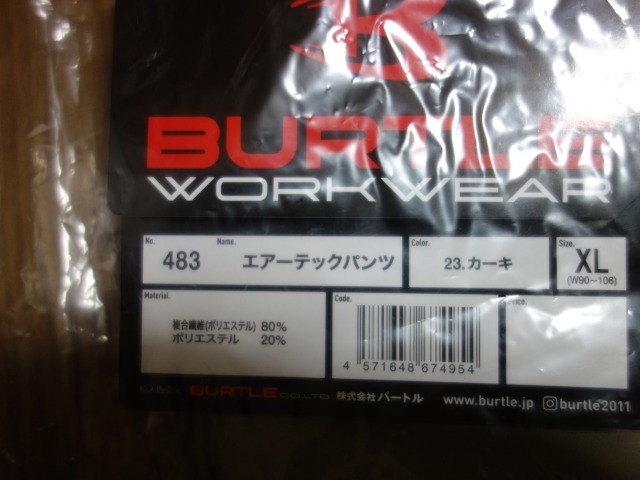 BURTLE
WORKWEAR
No. 483 Name. エアーテックパンツ Color. 23.カーキ Size. XL
(W90-106)
Material. Code. Price.
複合繊維(ポリエステル) 80%
ポリエステル 20%
4 571648 674954
BURTLE CO.,LTD. 株式会社バートル www.burtle.jp burtle2011